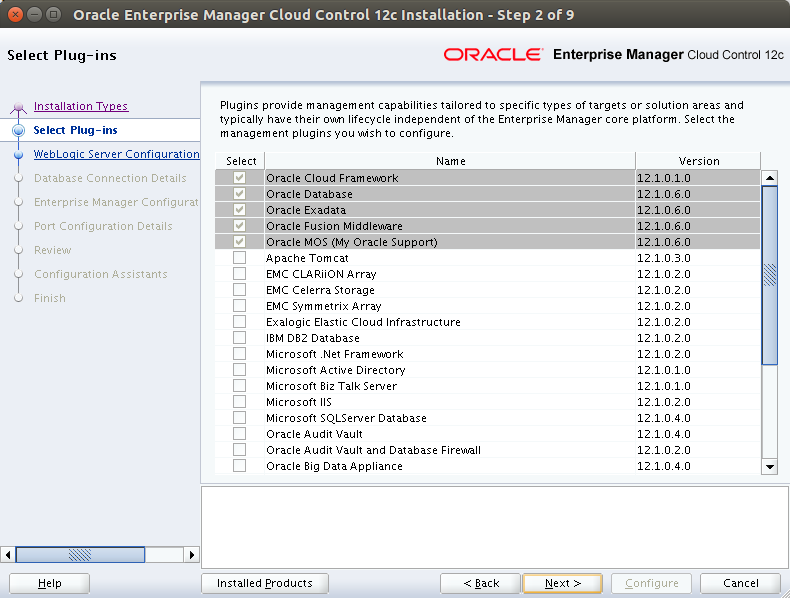 Oracle Enterprise Manager Cloud Control 12c Installation - Step 2 of 9
Select Plug-ins
ORACLE Enterprise Manager Cloud Control 12c
Installation Types
Select Plug-ins
WebLogic Server Configuration
Database Connection Details
Enterprise Manager Configurat
Port Configuration Details
Review
Configuration Assistants
Finish
Plugins provide management capabilities tailored to specific types of targets or solution areas and
typically have their own lifecycle independent of the Enterprise Manager core platform. Select the
management plugins you wish to configure.
Select Name Version
Oracle Cloud Framework 12.1.0.1.0
Oracle Database 12.1.0.6.0
Oracle Exadata 12.1.0.6.0
Oracle Fusion Middleware 12.1.0.6.0
Oracle MOS (My Oracle Support) 12.1.0.6.0
Apache Tomcat 12.1.0.3.0
EMC CLARiiON Array 12.1.0.2.0
EMC Celerra Storage 12.1.0.2.0
EMC Symmetrix Array 12.1.0.2.0
Exalogic Elastic Cloud Infrastructure 12.1.0.2.0
IBM DB2 Database 12.1.0.2.0
Microsoft .Net Framework 12.1.0.2.0
Microsoft Active Directory 12.1.0.1.0
Microsoft Biz Talk Server 12.1.0.1.0
Microsoft IIS 12.1.0.2.0
Microsoft SQLServer Database 12.1.0.4.0
Oracle Audit Vault 12.1.0.4.0
Oracle Audit Vault and Database Firewall 12.1.0.2.0
Oracle Big Data Appliance 12.1.0.4.0
Help Installed Products < Back Next > Configure Cancel